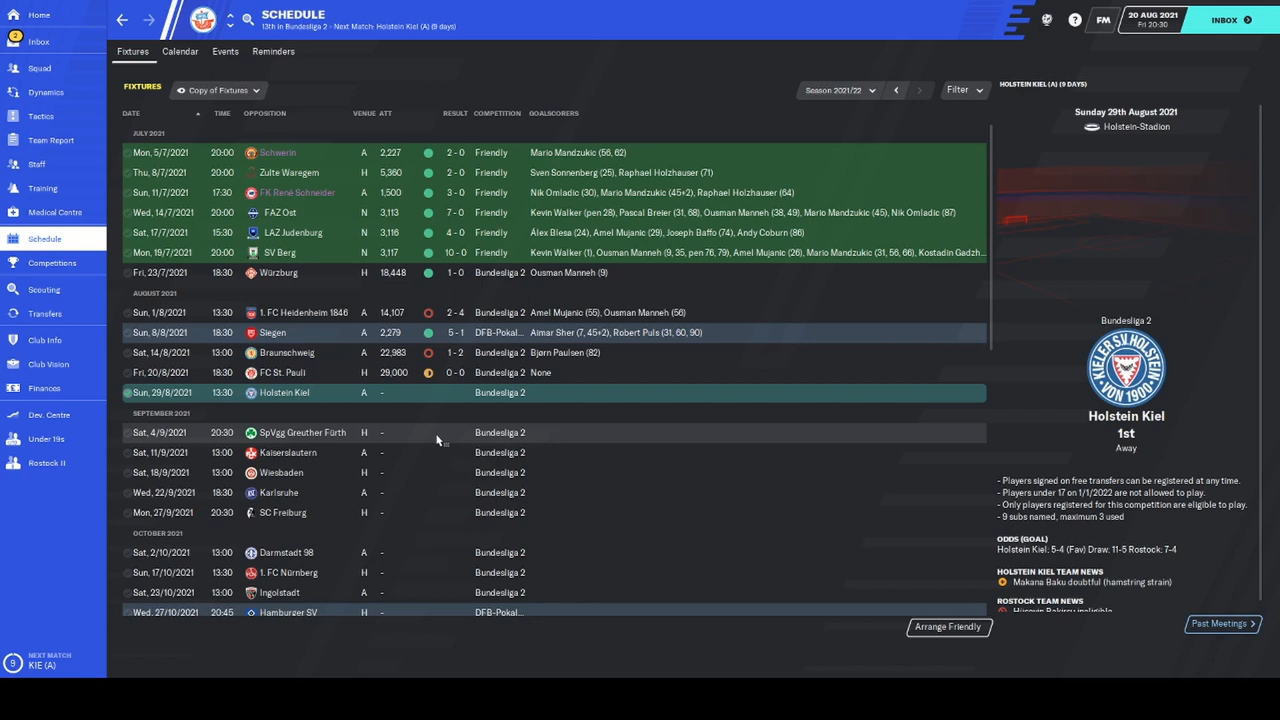 Home
SCHEDULE
13th in Bundesliga 2 - Next Match: Holstein Kiel (A) (9 days)
FM
20 AUG 2021
Fri 20:30
INBOX
2
Inbox
Squad
Dynamics
Tactics
Team Report
Staff
Training
Medical Centre
Schedule
Competitions
Scouting
Transfers
Club Info
Club Vision
Finances
Dev. Centre
Under 19s
Rostock II
9
NEXT MATCH
KIE (A)
Fixtures Calendar Events Reminders
FIXTURES Copy of Fixtures Season 2021/22 Filter
DATE TIME OPPOSITION VENUE ATT RESULT COMPETITION GOALSCORERS
JULY 2021
Mon, 5/7/2021 20:00 Schwerin A 2,227 2 - 0 Friendly Mario Mandzukic (56, 62)
Thu, 8/7/2021 20:00 Zulte Waregem H 5,360 2 - 0 Friendly Sven Sonnenberg (2, 25), Raphael Holzhauser (71)
Sun, 11/7/2021 17:30 FK René Schneider A 1,500 3 - 0 Friendly Nik Omladic (30), Mario Mandzukic (45+2), Raphael Holzhauser (64)
Wed, 14/7/2021 20:00 FAZ Ost N 3,113 7 - 0 Friendly Kevin Walker (pen 28), Pascal Breier (31, 68), Ousman Manneh (38, 49), Mario Mandzukic (45), Nik Omladic (87)
Sat, 17/7/2021 15:30 LAZ Judenburg N 3,116 4 - 0 Friendly Álex Blesa (24), Amel Mujanic (29), Joseph Baffo (74), Andy Coburn (86)
Mon, 19/7/2021 20:00 SV Berg N 3,117 10 - 0 Friendly Kevin Walker (1), Ousman Manneh (9, 35, pen 76, 79), Amel Mujanic (26), Mario Mandzukic (31, 56, 66), Kostadin Gadzh...
Fri, 23/7/2021 18:30 Würzburg H 18,448 1 - 0 Bundesliga 2 Ousman Manneh (9)
AUGUST 2021
Sun, 1/8/2021 13:30 1. FC Heidenheim 1846 A 14,107 2 - 4 Bundesliga 2 Amel Mujanic (55), Ousman Manneh (56)
Sun, 8/8/2021 18:30 Siegen A 2,279 5 - 1 DFB-Pokal... Aimar Sher (7, 45+2), Robert Puls (31, 60, 90)
Sat, 14/8/2021 13:00 Braunschweig A 22,983 1 - 2 Bundesliga 2 Bjørn Paulsen (82)
Fri, 20/8/2021 18:30 FC St. Pauli H 29,000 0 - 0 Bundesliga 2 None
Sun, 29/8/2021 13:30 Holstein Kiel A - Bundesliga 2
SEPTEMBER 2021
Sat, 4/9/2021 20:30 SpVgg Greuther Fürth H - Bundesliga 2
Sat, 11/9/2021 13:00 Kaiserslautern A - Bundesliga 2
Sat, 18/9/2021 13:00 Wiesbaden H - Bundesliga 2
Wed, 22/9/2021 18:30 Karlsruhe A - Bundesliga 2
Mon, 27/9/2021 20:30 SC Freiburg H - Bundesliga 2
OCTOBER 2021
Sat, 2/10/2021 13:00 Darmstadt 98 A - Bundesliga 2
Sun, 17/10/2021 13:30 1. FC Nürnberg H - Bundesliga 2
Sat, 23/10/2021 13:00 Ingolstadt A - Bundesliga 2
Wed, 27/10/2021 20:45 Hamburger SV H - DFB-Pokal...
Arrange Friendly
HOLSTEIN KIEL (A) (9 DAYS)
Sunday 29th August 2021
Holstein-Stadion
Bundesliga 2
KIELER S.V. HOLSTEIN
VON 1900
Holstein Kiel
1st
Away
- Players signed on free transfers can be registered at any time.
- Players under 17 on 1/1/2022 are not allowed to play.
- Only players registered for this competition are eligible to play.
- 9 subs named, maximum 3 used
ODDS (GOAL)
Holstein Kiel: 5-4 (Fav) Draw: 11-5 Rostock: 7-4
HOLSTEIN KIEL TEAM NEWS
Makana Baku doubtful (hamstring strain)
ROSTOCK TEAM NEWS
Hüseyin Bakirsu ineligible
Past Meetings